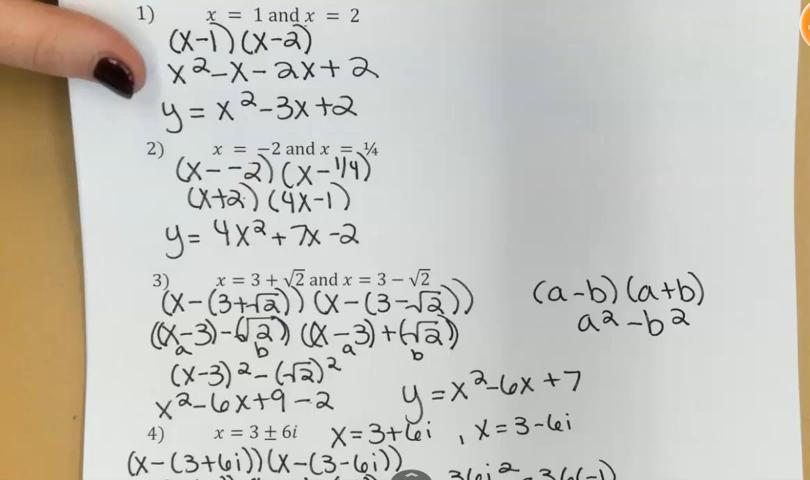 1) x = 1 and x = 2
(x-1)(x-2)
x²-x-2x+2
y = x²-3x+2
2) x = −2 and x = ¼
(x--2)(x-1/4)
(x+2)(4x-1)
y = 4x²+7x-2
3) x = 3 + √2 and x = 3 − √2
(x-(3+√2))(x-(3-√2))
((x-3)-(√2))((x-3)+(√2))
a b a b
(x-3)²-(√2)²
x²-6x+9-2
y = x²-6x+7
(a-b)(a+b)
a²-b²
4) x = 3 ± 6i x=3+6i , x=3-6i
(x-(3+6i))(x-(3-6i))
36i² 36(-1)